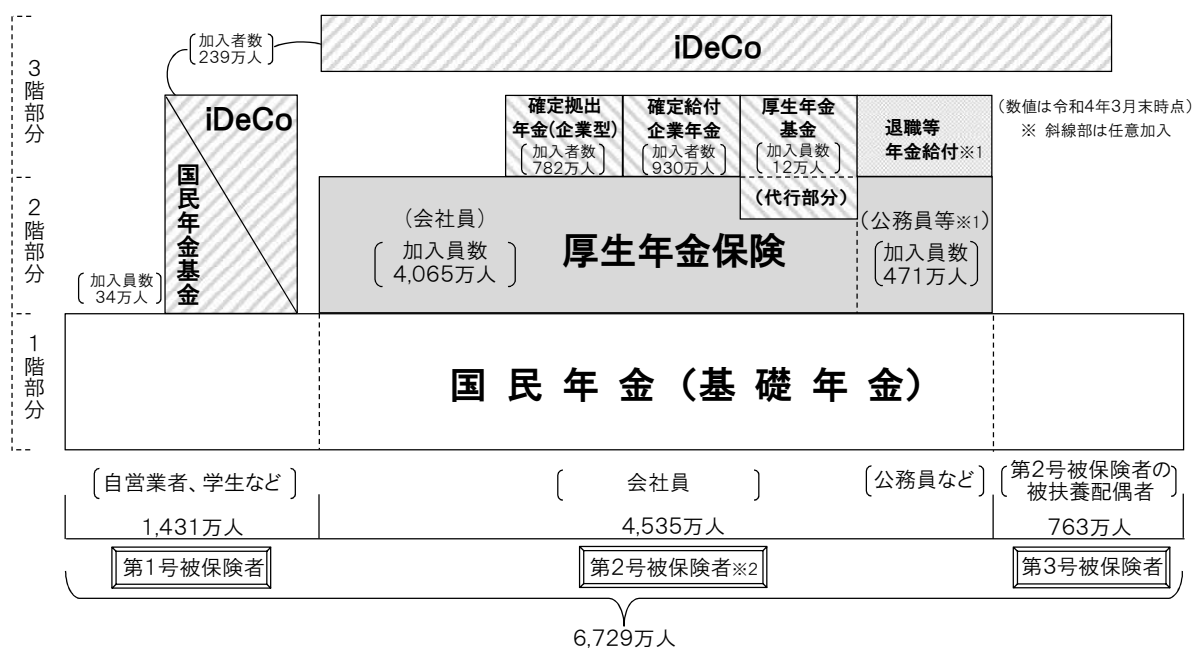 3階部分
2階部分
1階部分
加入者数
239万人
iDeCo
iDeCo
国民年金基金
加入員数
34万人
確定拠出
年金(企業型)
加入者数
782万人
確定給付
企業年金
加入者数
930万人
厚生年金
基金
加入員数
12万人
(代行部分)
退職等
年金給付※1
(数値は令和4年3月末時点)
※ 斜線部は任意加入
(会社員)
加入員数
4,065万人
厚生年金保険
(公務員等※1)
加入員数
471万人
国民年金(基礎年金)
自営業者、学生など
会社員
公務員など
第2号被保険者の
被扶養配偶者
1,431万人
4,535万人
763万人
第1号被保険者
第2号被保険者※2
第3号被保険者
6,729万人